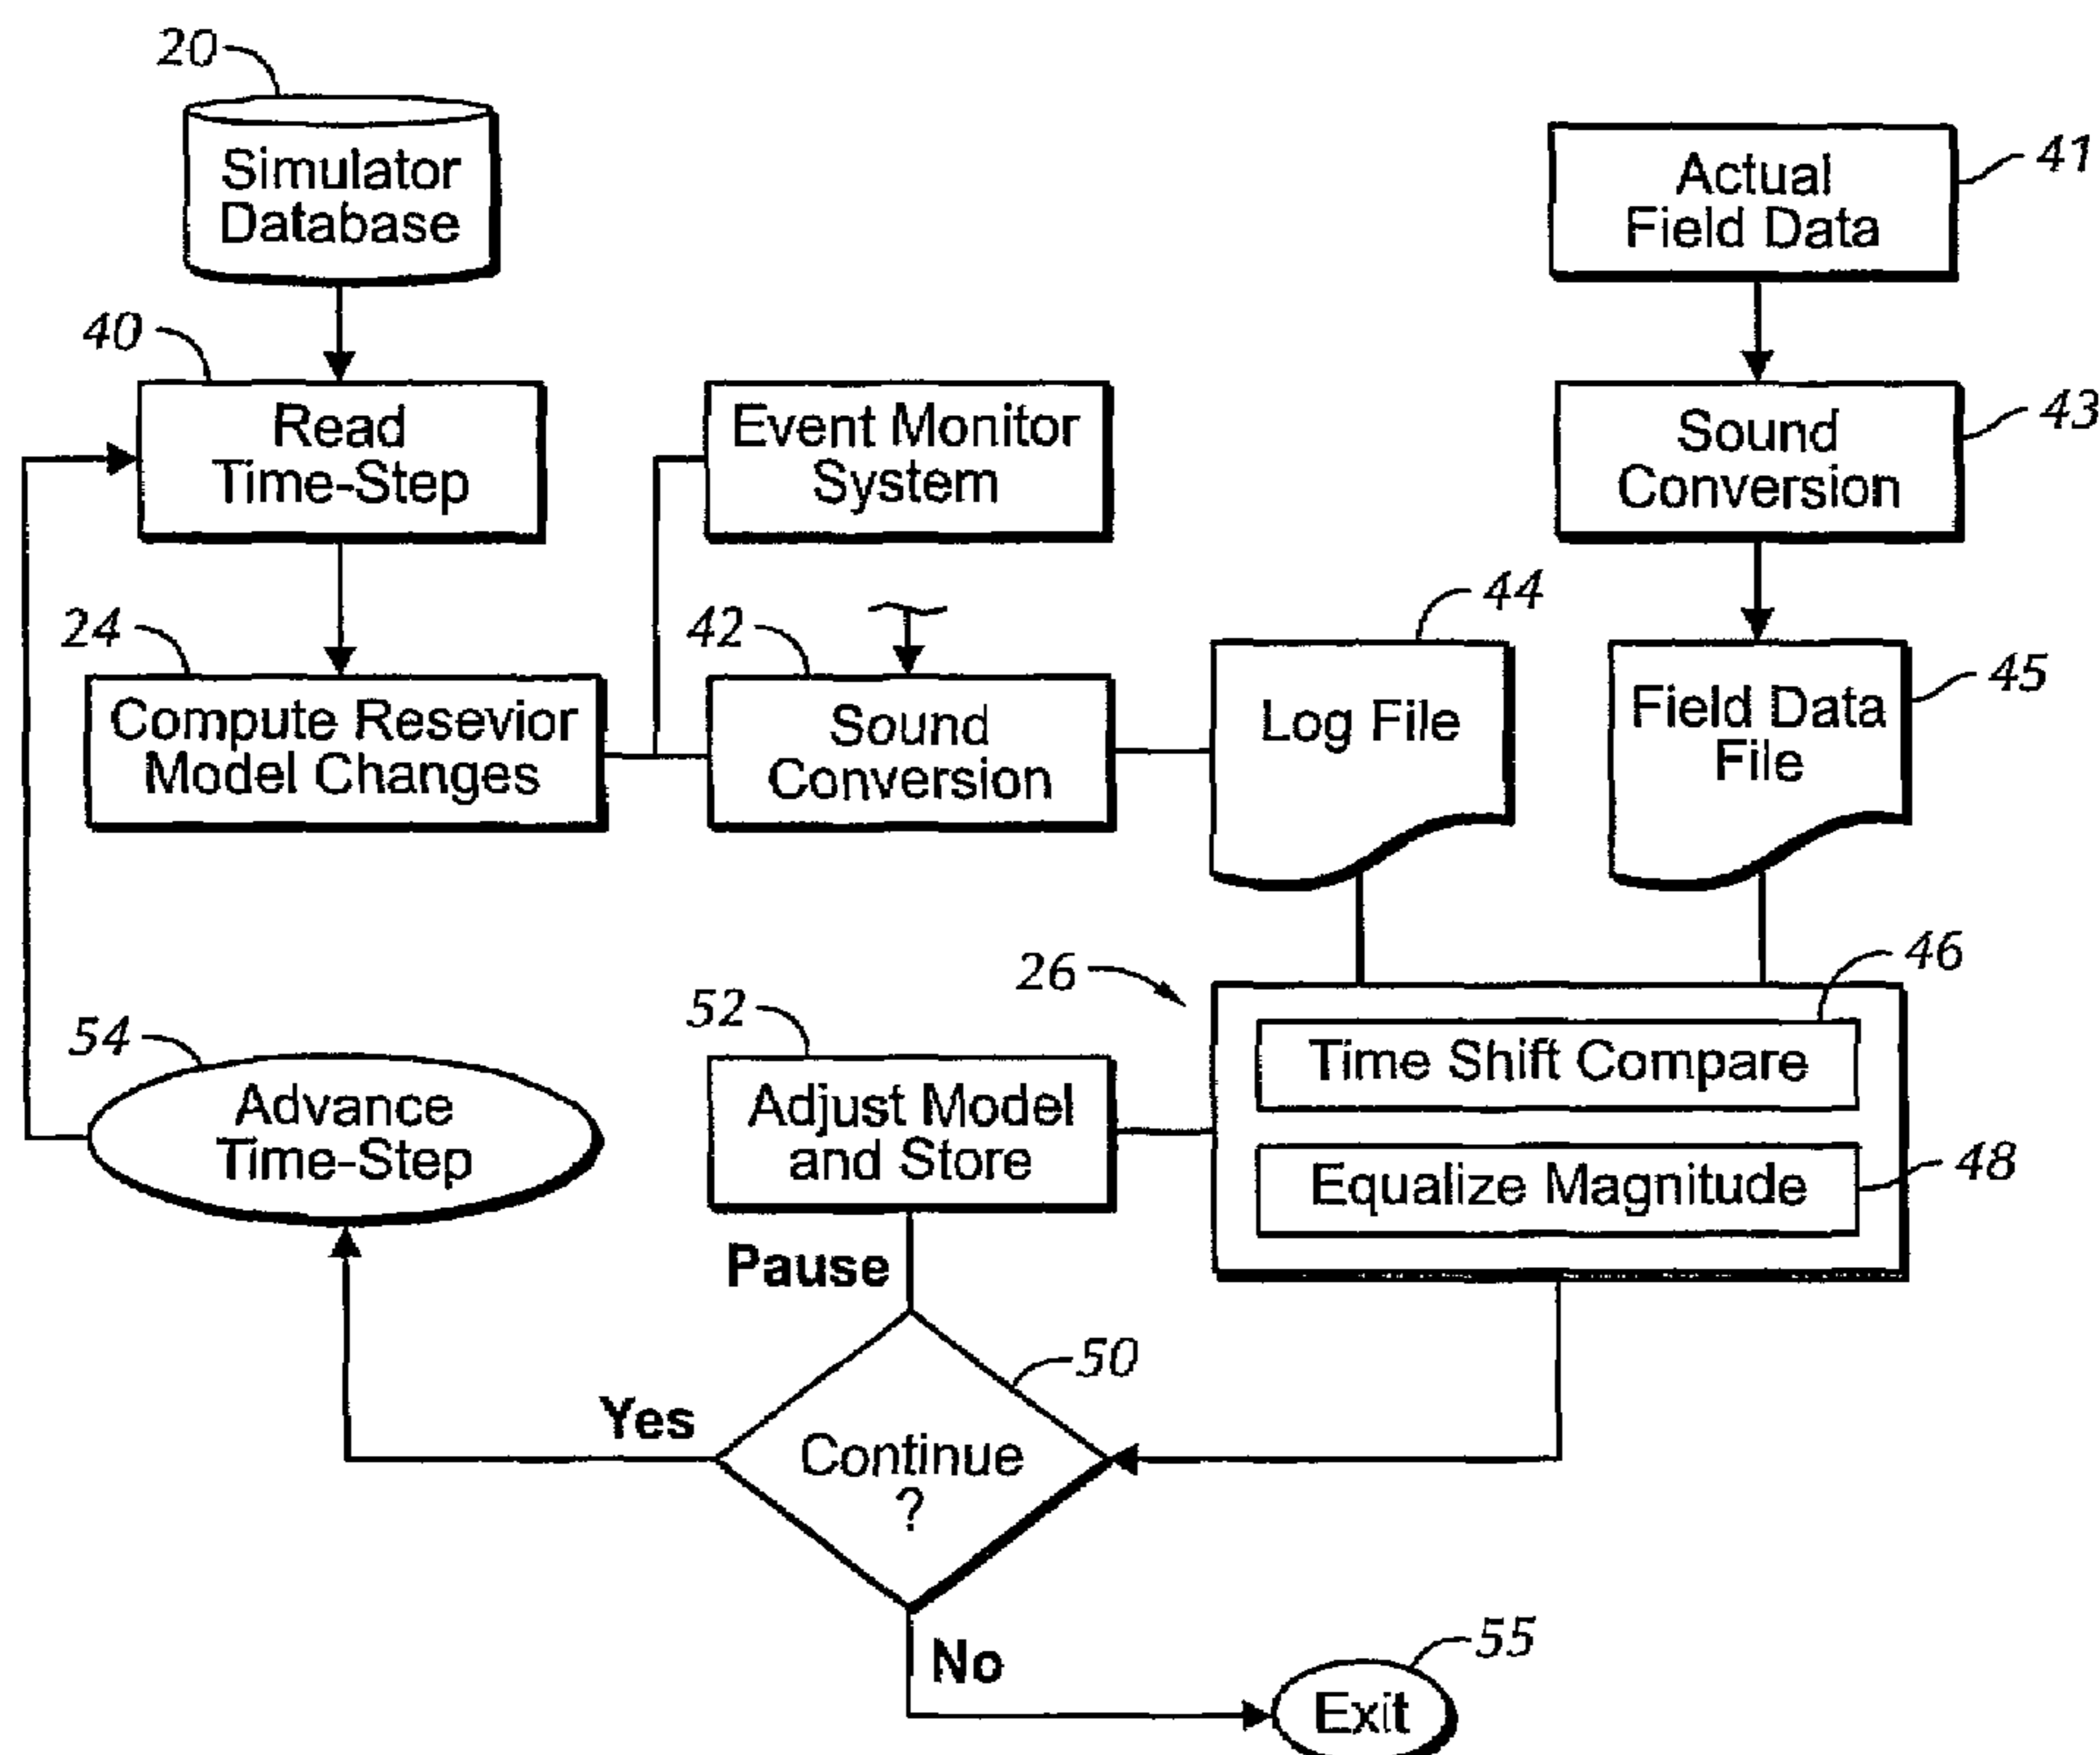 20
Simulator
Database
Actual
Field Data
41
40
Read
Time-Step
Event Monitor
System
Sound
Conversion
43
24
Compute Resevior
Model Changes
42
Sound
Conversion
44
Log File
Field Data
File
45
26
46
Time Shift Compare
Equalize Magnitude
48
52
Adjust Model
and Store
54
Advance
Time-Step
Pause
50
Yes
Continue
?
No
55
Exit